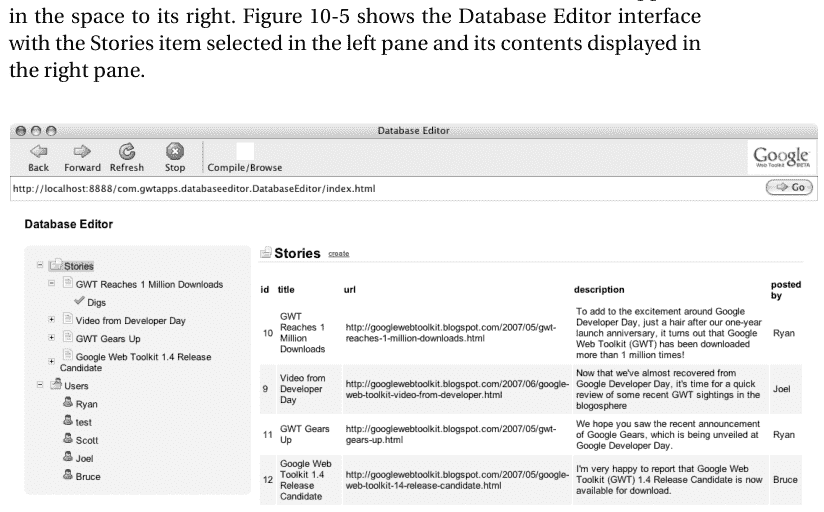 in the space to its right. Figure 10-5 shows the Database Editor interface
with the Stories item selected in the left pane and its contents displayed in
the right pane.
Database Editor
Back Forward Refresh Stop Compile/Browse
Google
Web Toolkit BETA
http://localhost:8888/com.gwtapps.databaseeditor.DatabaseEditor/index.html
Go
Database Editor
Stories
GWT Reaches 1 Million Downloads
Digs
Video from Developer Day
GWT Gears Up
Google Web Toolkit 1.4 Release
Candidate
Users
Ryan
test
Scott
Joel
Bruce
Stories create
id title url description posted
by
10
GWT
Reaches 1
Million
Downloads
http://googlewebtoolkit.blogspot.com/2007/05/gwt-
reaches-1-million-downloads.html
To add to the excitement around Google
Developer Day, just a hair after our one-year
launch anniversary, it turns out that Google
Web Toolkit (GWT) has been downloaded
more than 1 million times!
Ryan
9
Video from
Developer
Day
http://googlewebtoolkit.blogspot.com/2007/06/google-
web-toolkit-video-from-developer.html
Now that we've almost recovered from
Google Developer Day, it's time for a quick
review of some recent GWT sightings in the
blogosphere
Joel
11
GWT Gears
Up
http://googlewebtoolkit.blogspot.com/2007/05/gwt-
gears-up.html
We hope you saw the recent announcement
of Google Gears, which is being unveiled at
Google Developer Day.
Ryan
12
Google Web
Toolkit 1.4
Release
Candidate
http://googlewebtoolkit.blogspot.com/2007/05/google-
web-toolkit-14-release-candidate.html
I'm very happy to report that Google Web
Toolkit (GWT) 1.4 Release Candidate is now
available for download.
Bruce